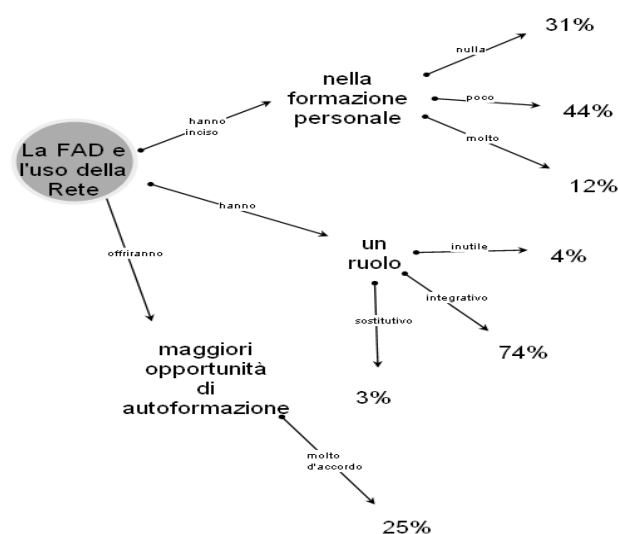 La FAD e
l'uso della
Rete
hanno
inciso
nella
formazione
personale
nulla
31%
poco
44%
molto
12%
hanno
un
ruolo
inutile
4%
integrativo
74%
sostitutivo
3%
offriranno
maggiori
opportunità
di
autoformazione
molto
d'accordo
25%